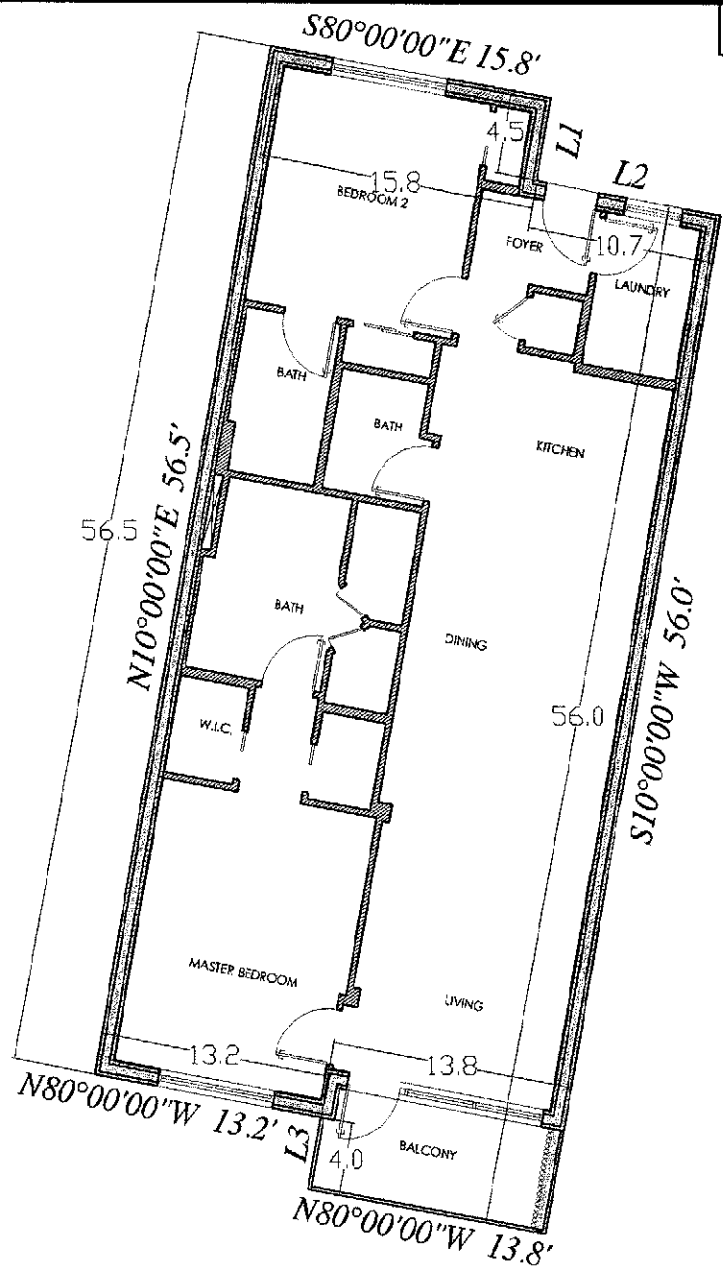 S80°00'00"E 15.8'
4.5
L1
L2
15.8
BEDROOM 2
FOYER
10.7
LAUNDRY
BATH
BATH
KITCHEN
N10°00'00"E 56.5'
56.5
BATH
DINING
S10°00'00"W 56.0'
56.0
W.I.C.
MASTER BEDROOM
LIVING
13.2
13.8
N80°00'00"W 13.2'
L3
4.0
BALCONY
N80°00'00"W 13.8'